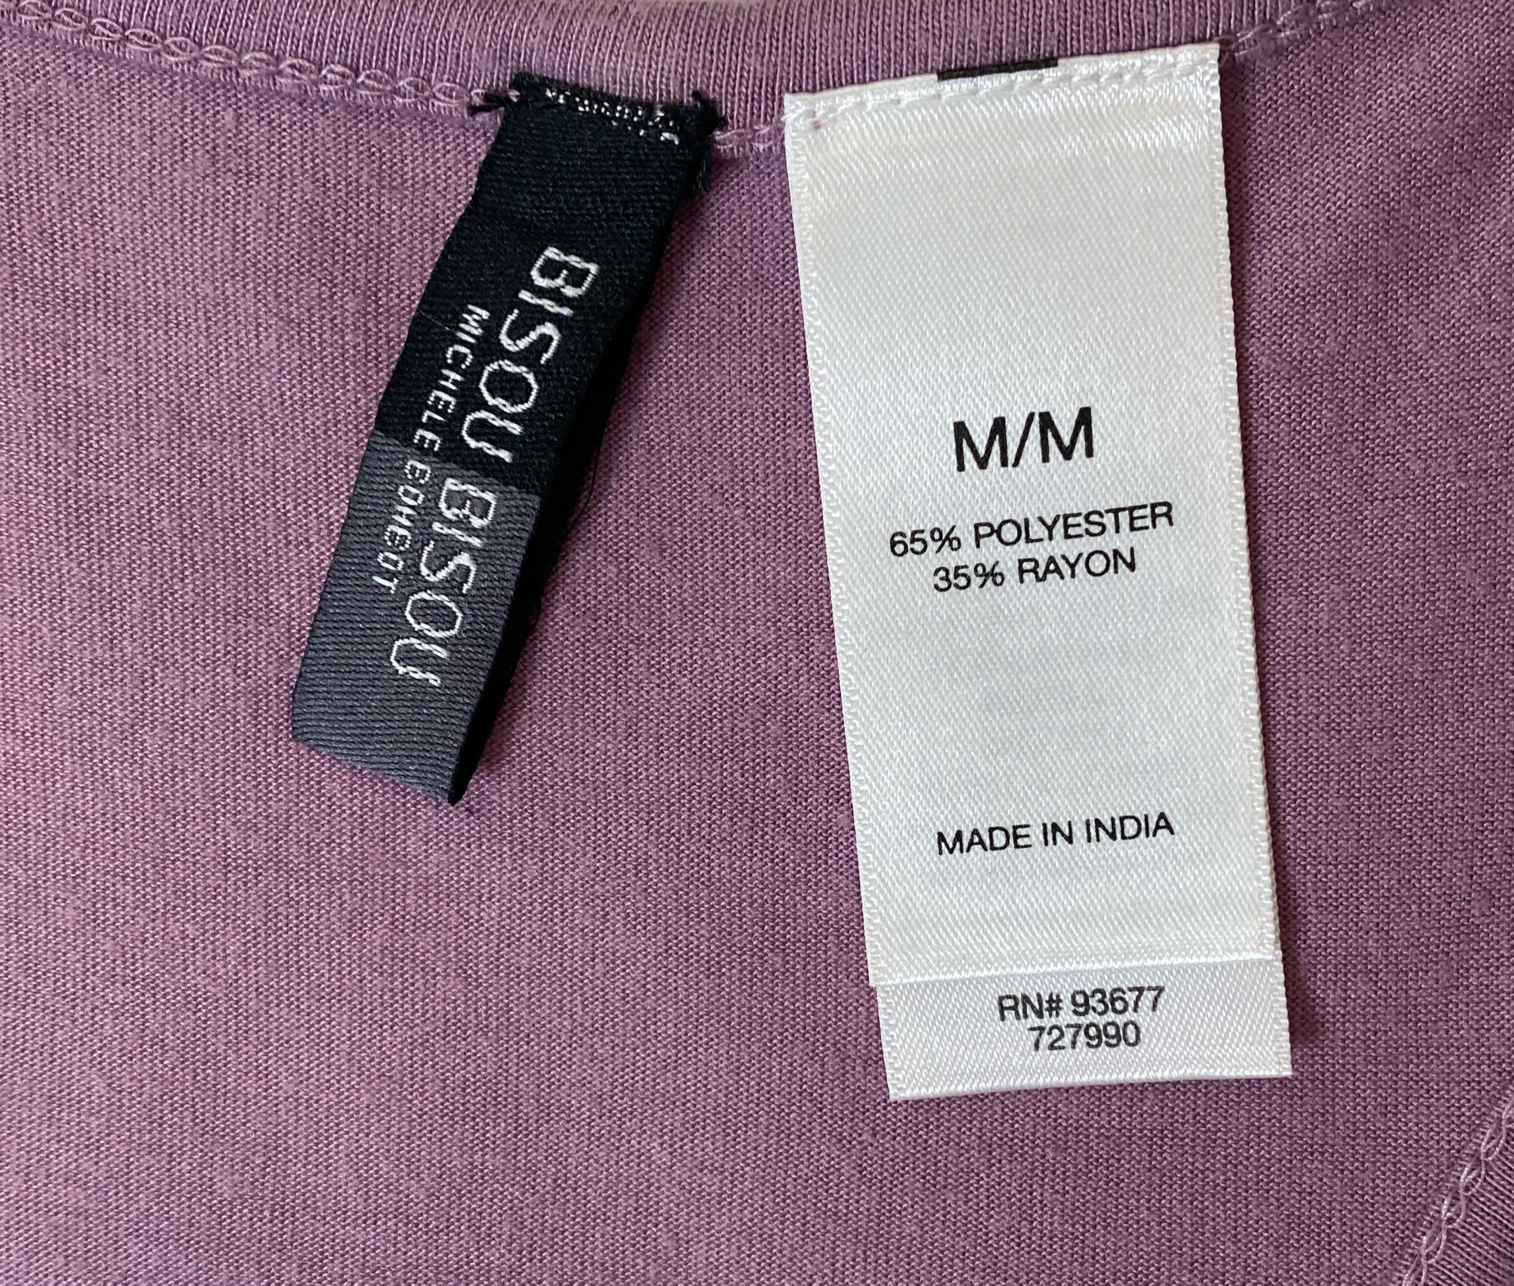 BISOU BISOU
MICHELE BOHBOT
M/M
65% POLYESTER
35% RAYON
MADE IN INDIA
RN# 93677
727990